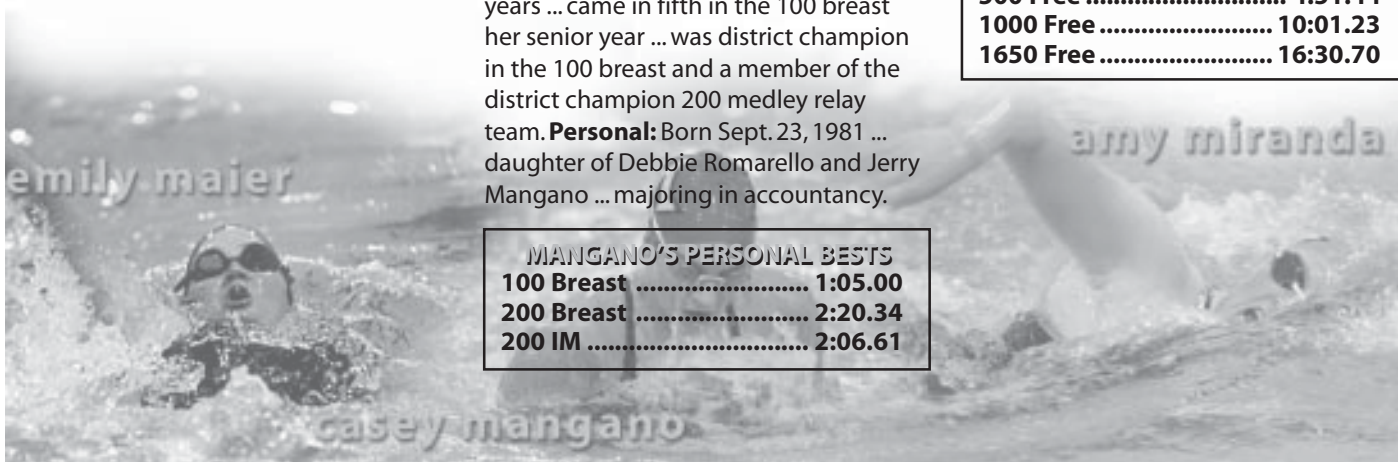 years ... came in fifth in the 100 breast
her senior year ... was district champion
in the 100 breast and a member of the
district champion 200 medley relay
team. Personal: Born Sept. 23, 1981 ...
daughter of Debbie Romarello and Jerry
Mangano ... majoring in accountancy.
MANGANO'S PERSONAL BESTS
100 Breast ......................... 1:05.00
200 Breast ......................... 2:20.34
200 IM ................................ 2:06.61
1000 Free ......................... 10:01.23
1650 Free ......................... 16:30.70
emily maier
casey mangano
amy miranda